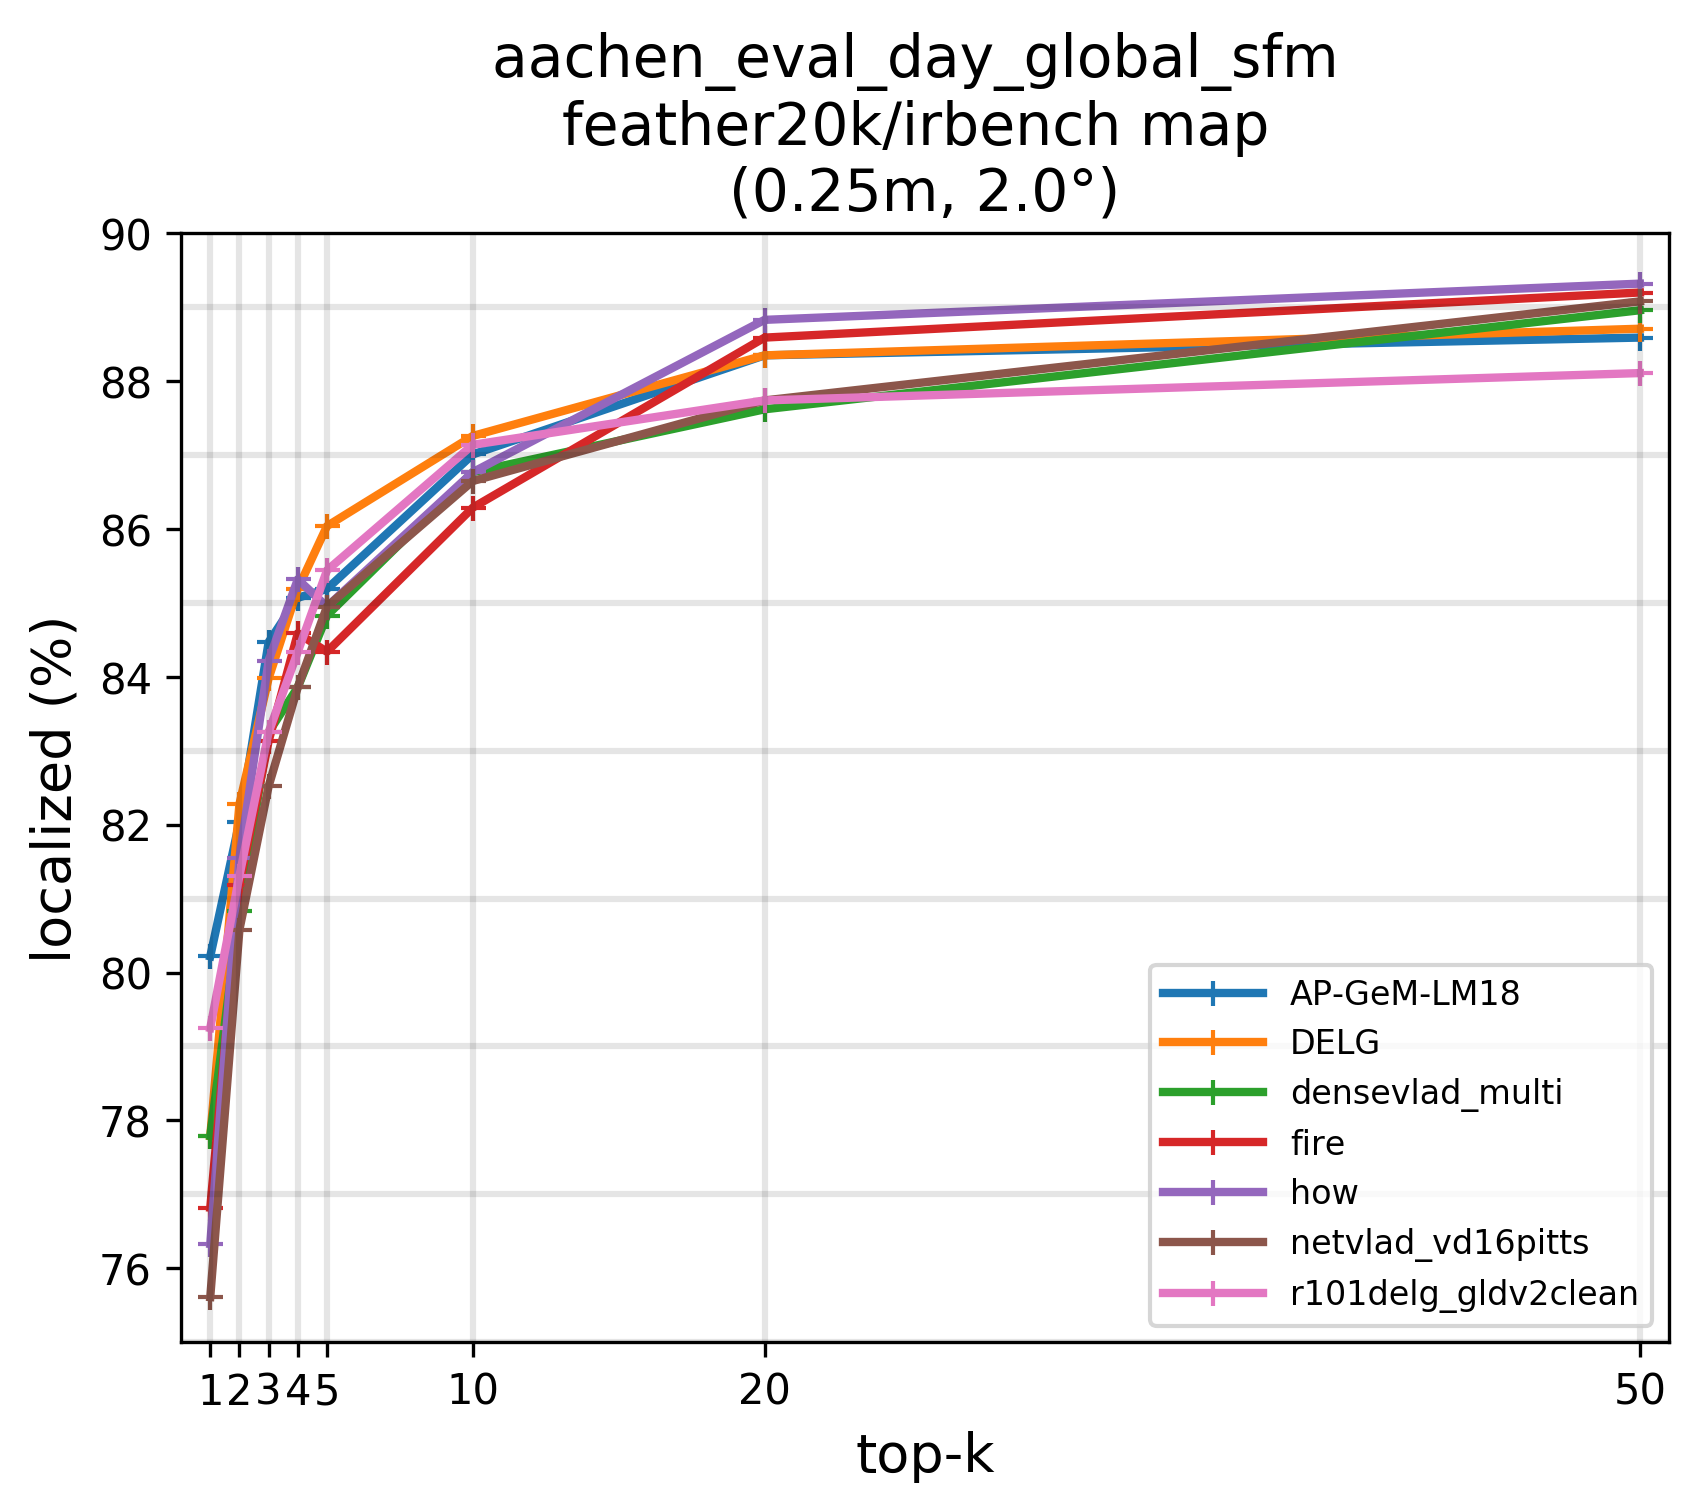 aachen_eval_day_global_sfm
feather20k/irbench map
(0.25m, 2.0°)
localized (%)
90
88
86
84
82
80
78
76
AP-GeM-LM18
DELG
densevlad_multi
fire
how
netvlad_vd16pitts
r101delg_gldv2clean
1 2 3 4 5 10 20 50
top-k